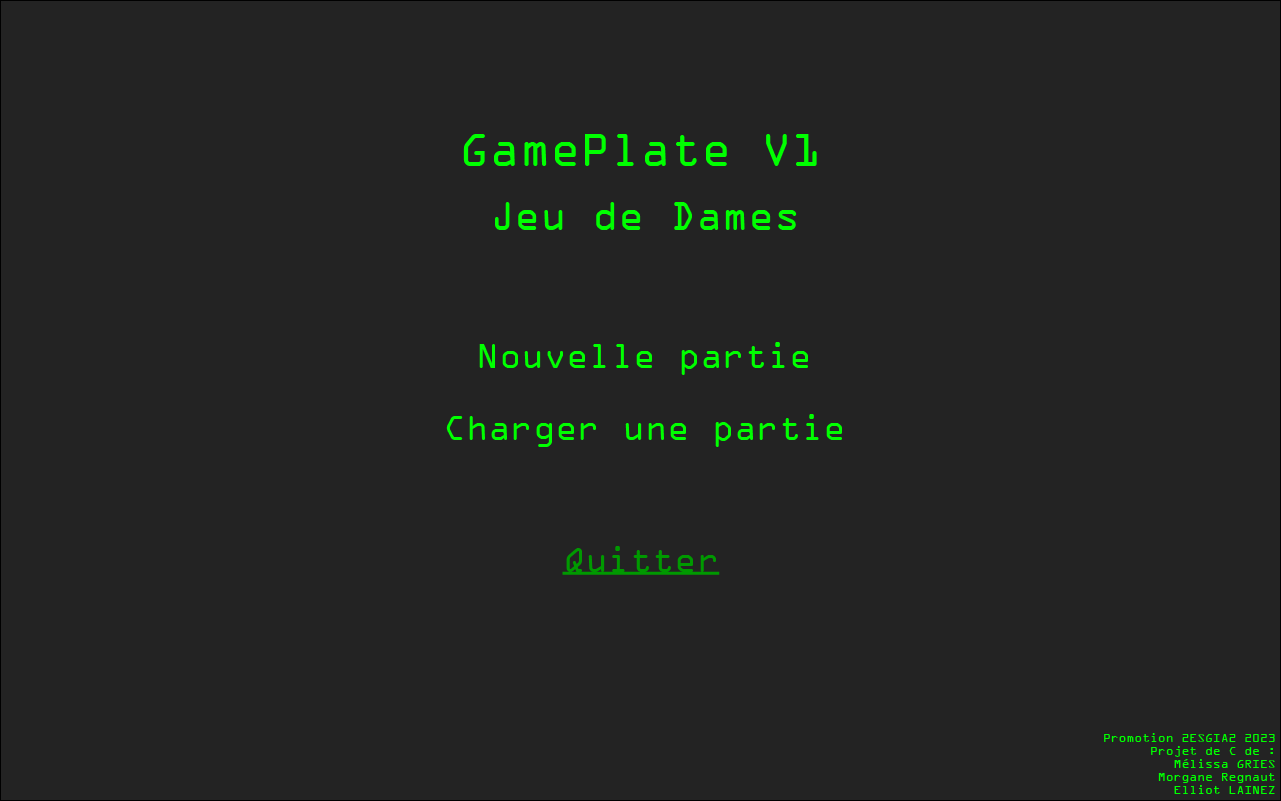 GamePlate V1
Jeu de Dames
Nouvelle partie
Charger une partie
Quitter
Promotion 2ESGIA2 2023
Projet de C de :
Mélissa GRIES
Morgane Regnaut
Elliot LAINEZ